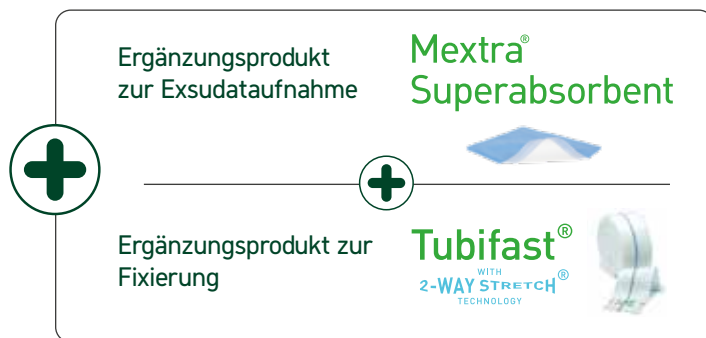 Ergänzungsprodukt
zur Exsudataufnahme
Mextra®
Superabsorbent
Ergänzungsprodukt zur
Fixierung
Tubifast®
WITH
2-WAY STRETCH®
TECHNOLOGY